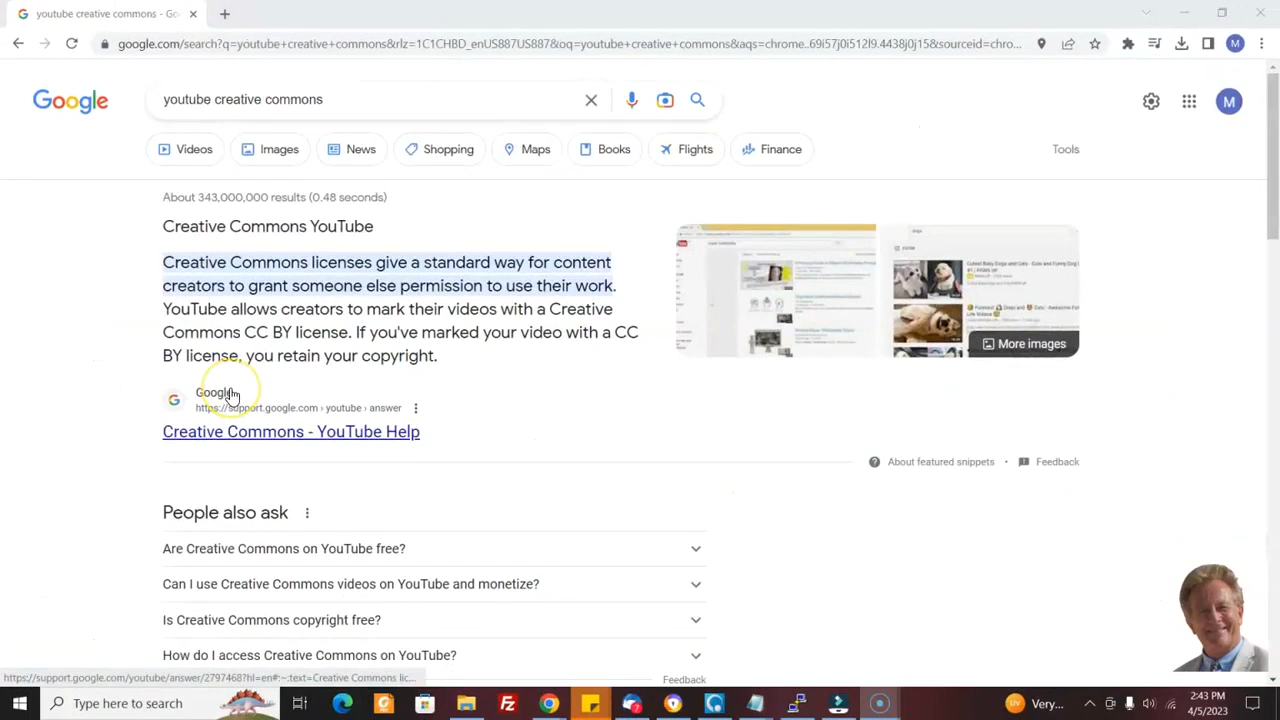 youtube creative commons - Go
google.com/search?q=youtube+creative+commons&rlz=1C1CHBD_enUS887US887&oq=youtube+creative+commons&aqs=chrome..69i57j0i512l9.4438j0j15&sourceid=chro...
M
Google
youtube creative commons
M
Videos
Images
News
Shopping
Maps
Books
Flights
Finance
Tools
About 343,000,000 results (0.48 seconds)
Creative Commons YouTube
Creative Commons licenses give a standard way for content
creators to grant someone else permission to use their work.
YouTube allows creators to mark their videos with a Creative
Commons CC BY license. ... if you've marked your video with a CC
BY license, you retain your copyright.
More images
Google
https://support.google.com › youtube › answer
Creative Commons - YouTube Help
About featured snippets • Feedback
People also ask
Are Creative Commons on YouTube free?
Can I use Creative Commons videos on YouTube and monetize?
Is Creative Commons copyright free?
How do I access Creative Commons on YouTube?
Feedback
https://support.google.com/youtube/answer/2797468?hl=en#:~:text=Creative Commons lic...
Type here to search
UV
Very...
2:43 PM
4/5/2023